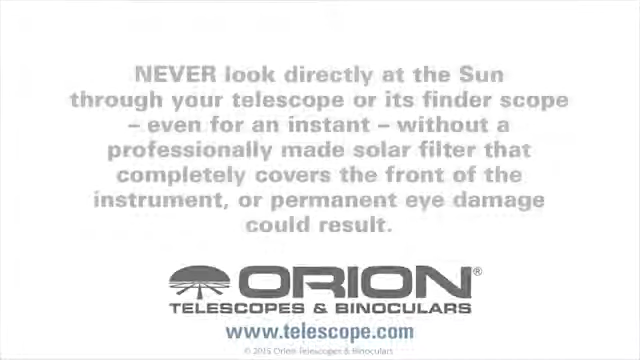 NEVER look directly at the Sun
through your telescope or its finder scope
– even for an instant – without a
professionally made solar filter that
completely covers the front of the
instrument, or permanent eye damage
could result.
ORION®
TELESCOPES & BINOCULARS
www.telescope.com
© 2015 Orion Telescopes & Binoculars